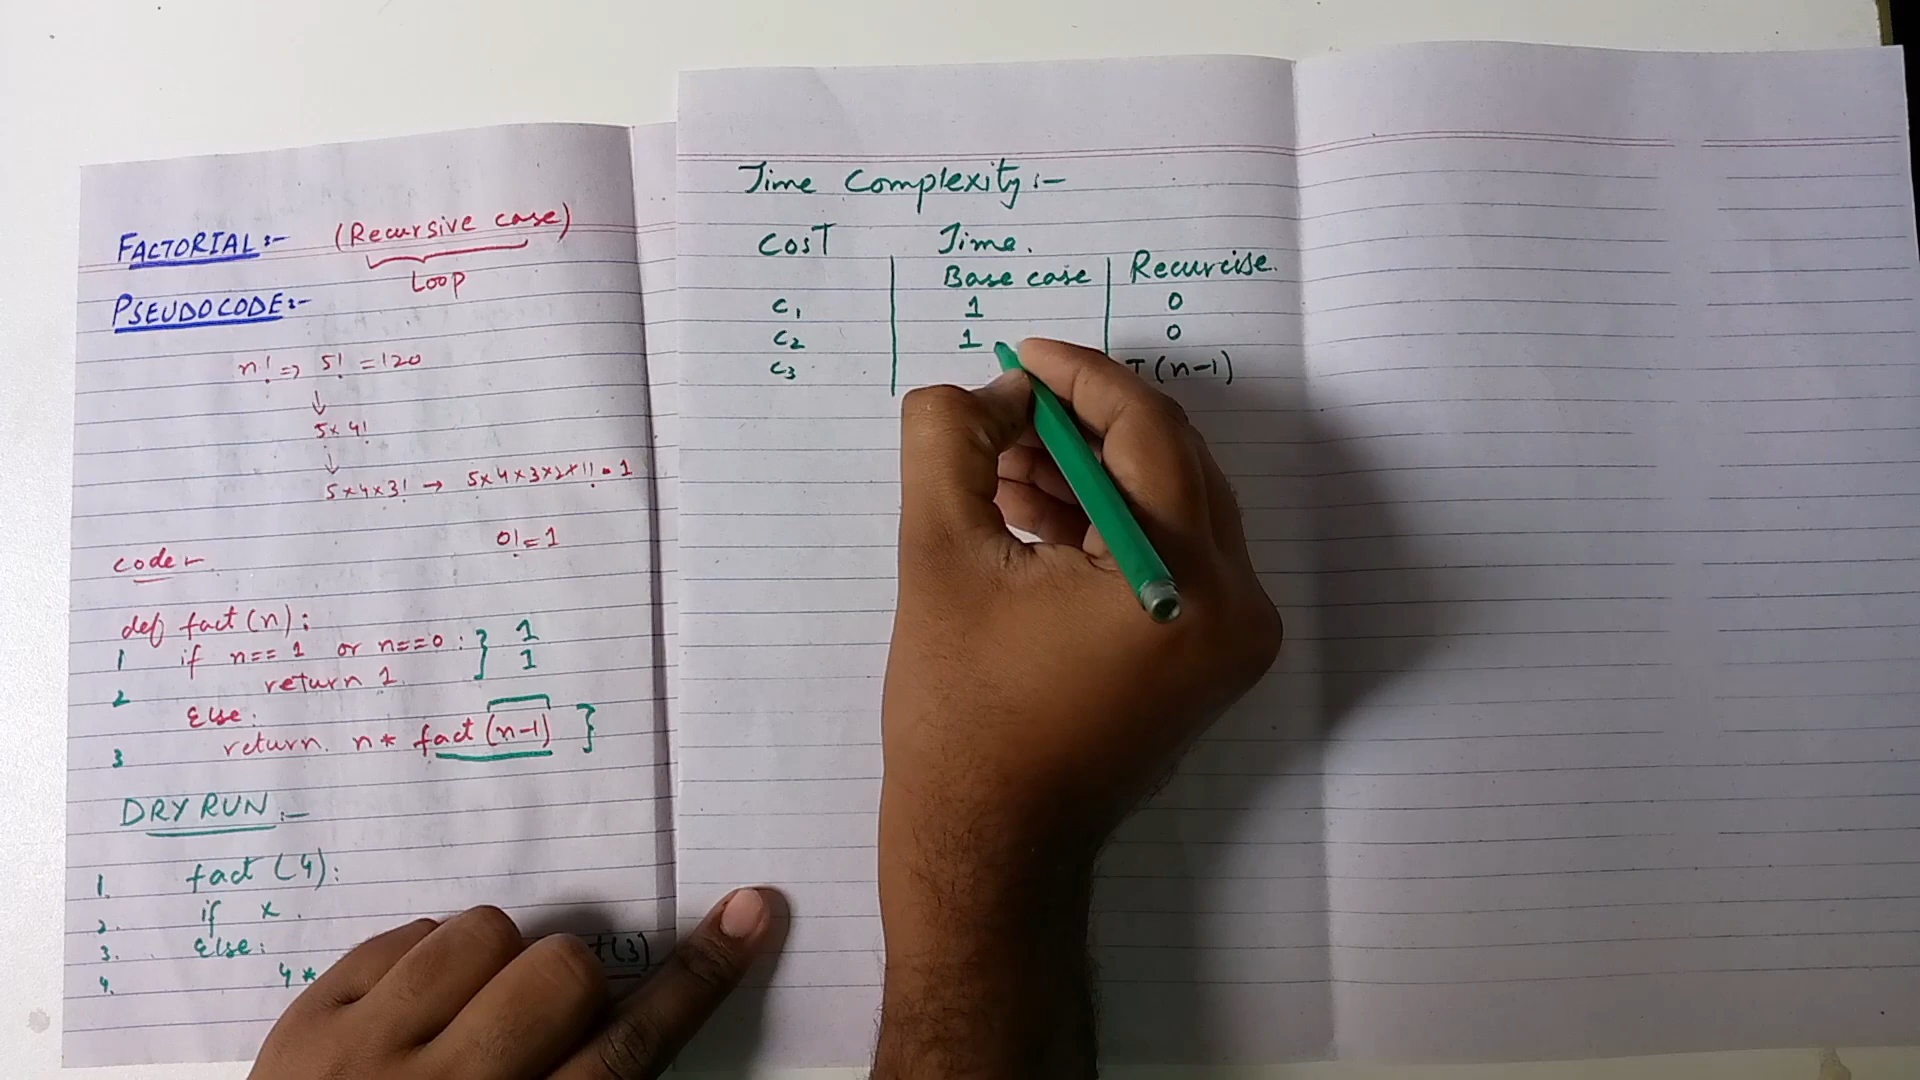 FACTORIAL:- (Recursive case)
Loop
PSEUDOCODE:-
n! => 5! = 120
↓
5 x 4!
↓
5 x 4 x 3! → 5 x 4 x 3 x 2 x 1! = 1
0! = 1
code:-
def fact (n):
1 if n == 1 or n==0 : } 1
2 return 1. 1
Else:
3 return. n * fact (n-1) }
DRY RUN :-
1. fact (4):
2. if x.
3. Else:
4. 4 * t(3)
Time Complexity :-
COST Time.
Base case Recurcise.
C1 1 0
C2 1 0
C3 T (n-1)